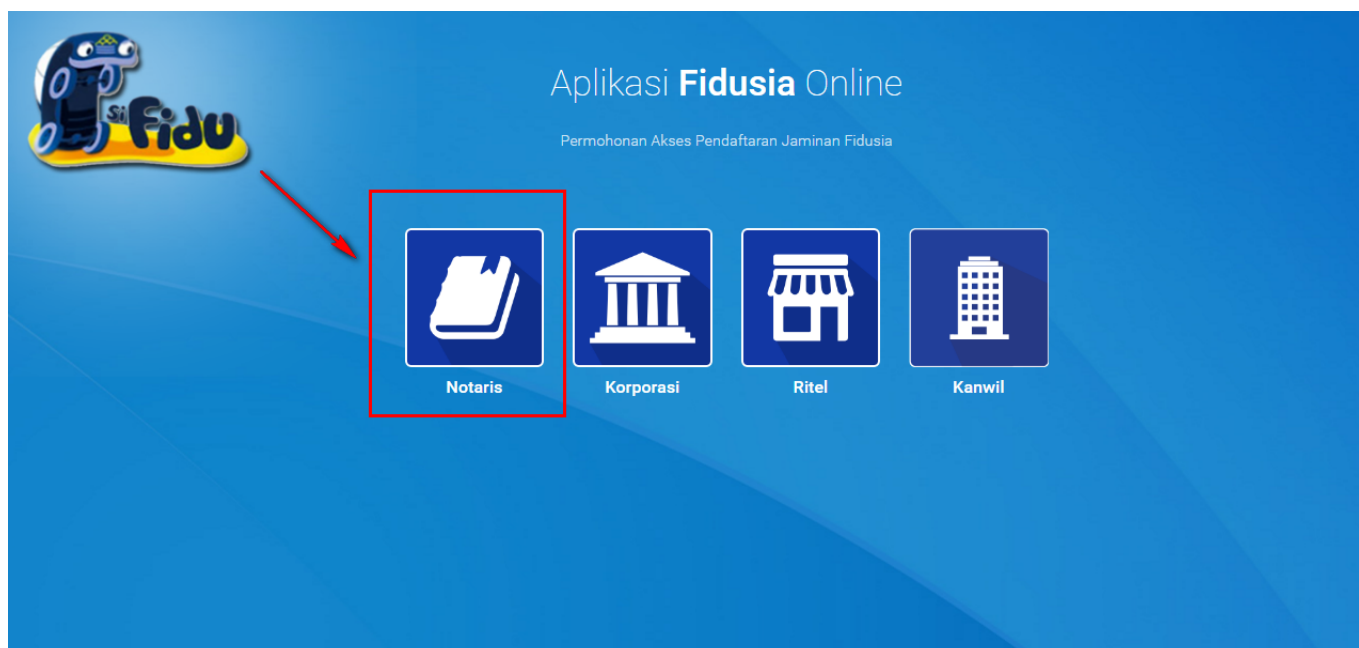 Si Fidu
Aplikasi Fidusia Online
Permohonan Akses Pendaftaran Jaminan Fidusia
Notaris
Korporasi
Ritel
Kanwil